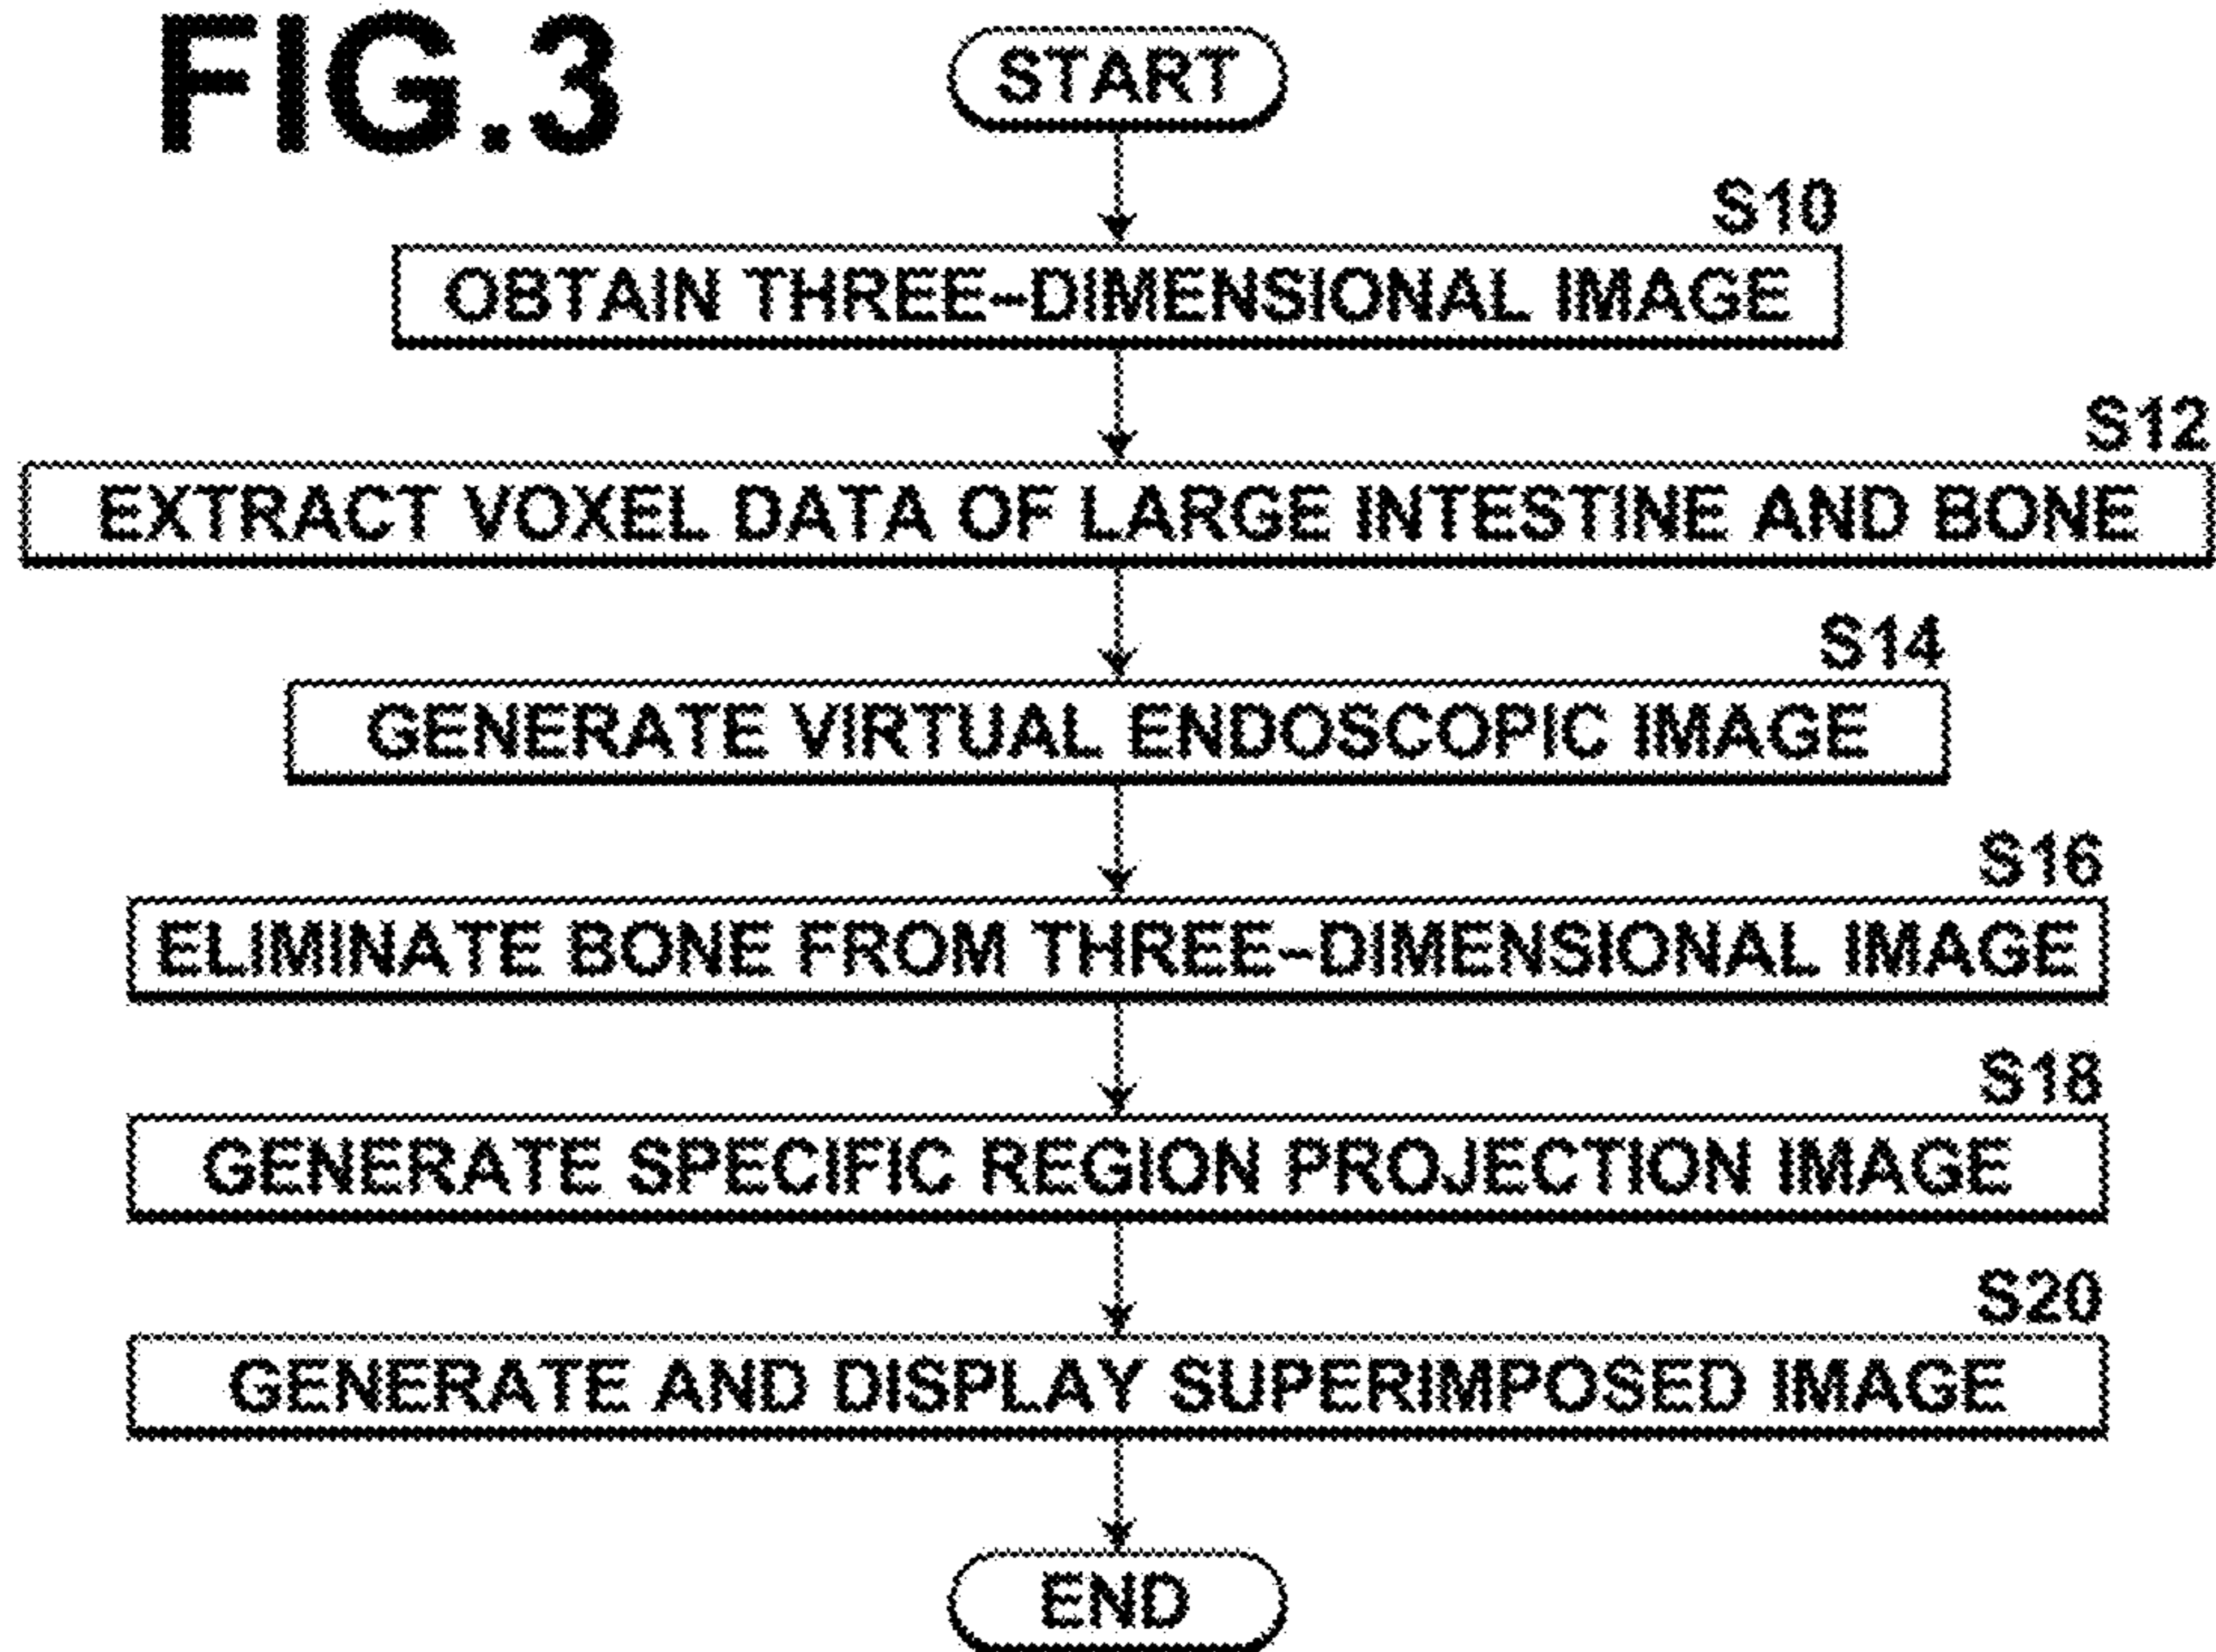 FIG.3
START
S10
OBTAIN THREE-DIMENSIONAL IMAGE
S12
EXTRACT VOXEL DATA OF LARGE INTESTINE AND BONE
S14
GENERATE VIRTUAL ENDOSCOPIC IMAGE
S16
ELIMINATE BONE FROM THREE-DIMENSIONAL IMAGE
S18
GENERATE SPECIFIC REGION PROJECTION IMAGE
S20
GENERATE AND DISPLAY SUPERIMPOSED IMAGE
END